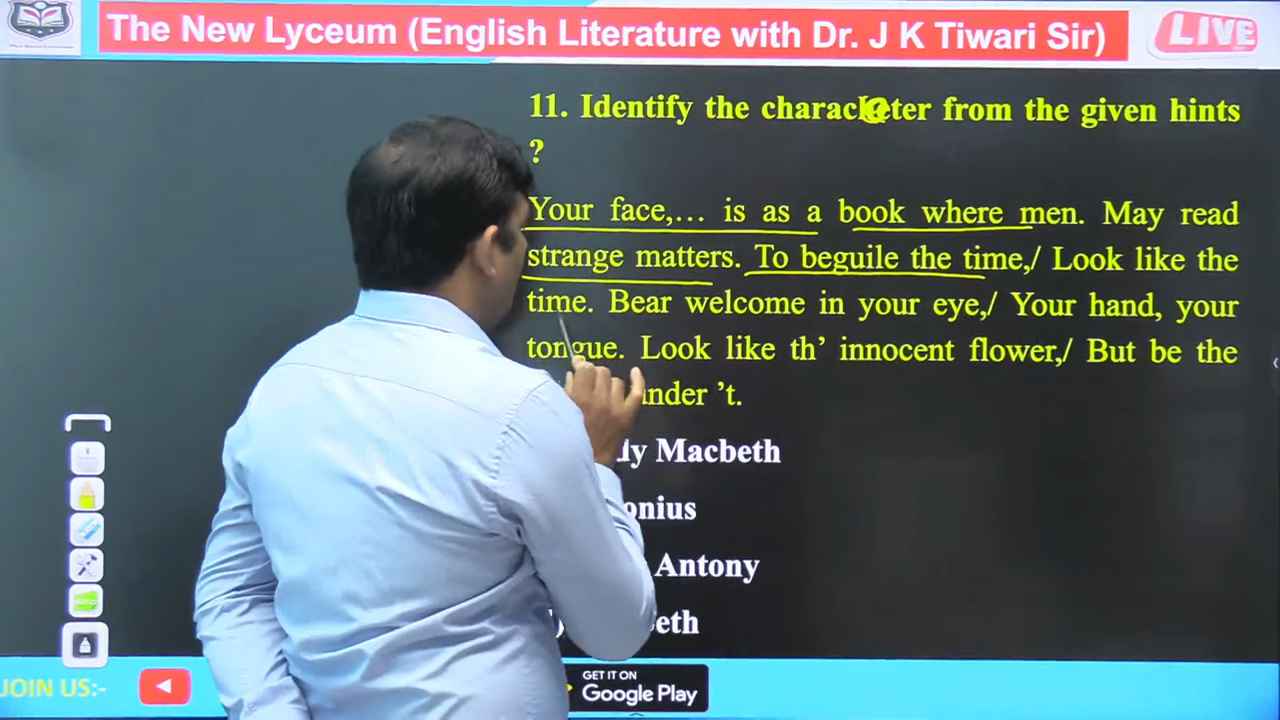 The New Lyceum (English Literature with Dr. J K Tiwari Sir)
LIVE
11. Identify the character from the given hints
?
Your face,… is as a book where men. May read
strange matters. To beguile the time,/ Look like the
time. Bear welcome in your eye,/ Your hand, your
tongue. Look like th’ innocent flower,/ But be the
under ’t.
Macbeth
Antony
JOIN US:-
GET IT ON
Google Play